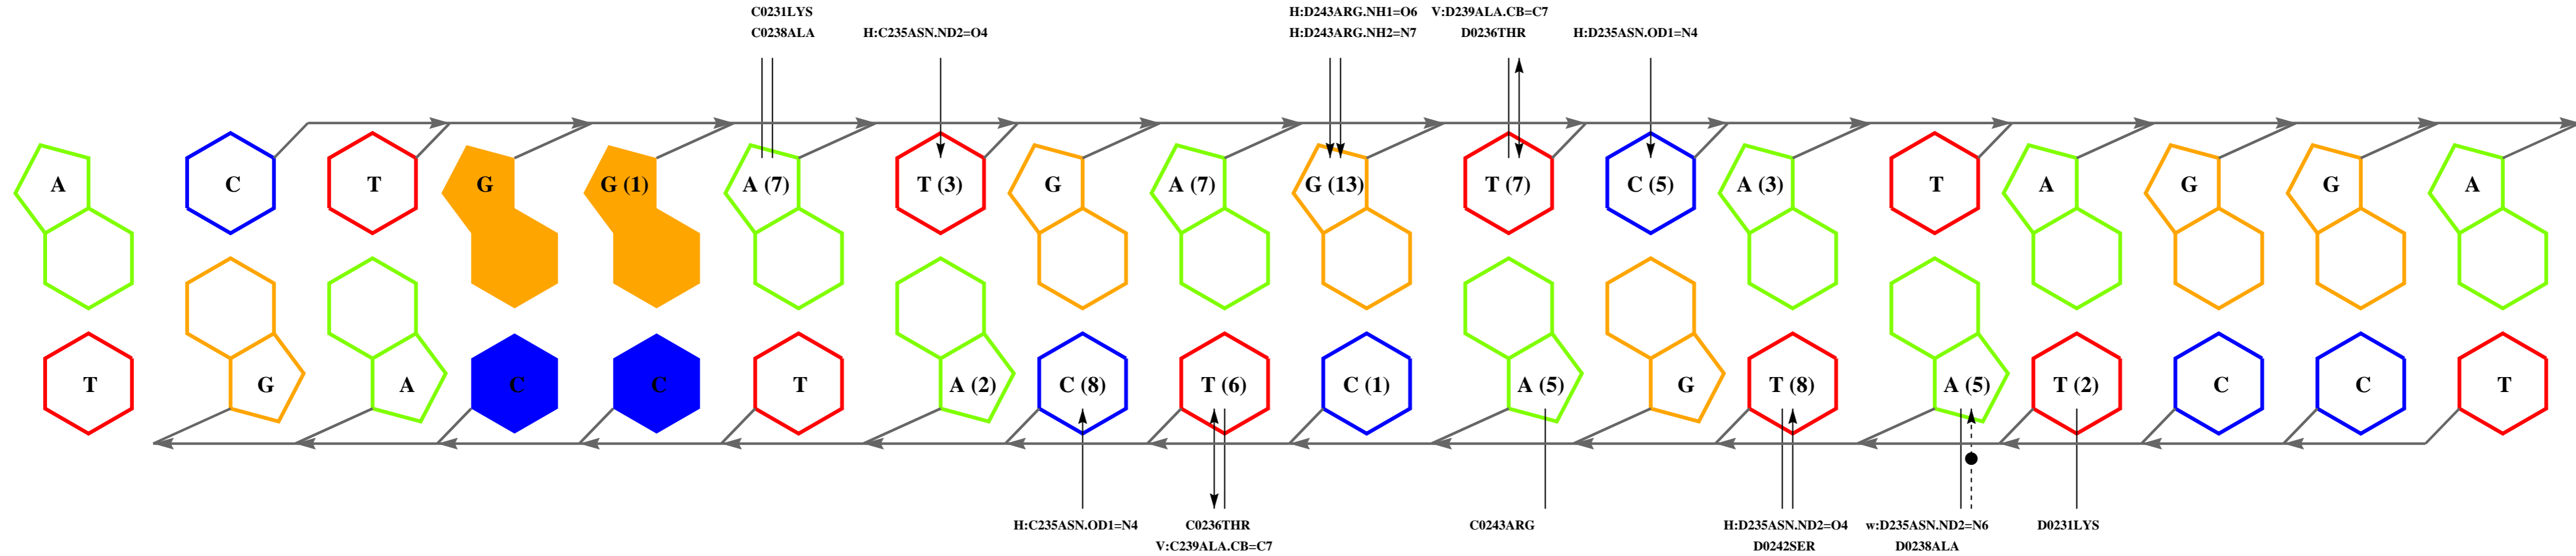 C0231LYS
C0238ALA
H:C235ASN.ND2=O4
H:D243ARG.NH1=O6
H:D243ARG.NH2=N7
V:D239ALA.CB=C7
D0236THR
H:D235ASN.OD1=N4
A C T G G (1) A (7) T (3) G A (7) G (13) T (7) C (5) A (3) T A G G A
T G A C C T A (2) C (8) T (6) C (1) A (5) G T (8) A (5) T (2) C C T
H:C235ASN.OD1=N4
C0236THR
V:C239ALA.CB=C7
C0243ARG
H:D235ASN.ND2=O4
D0242SER
w:D235ASN.ND2=N6
D0238ALA
D0231LYS